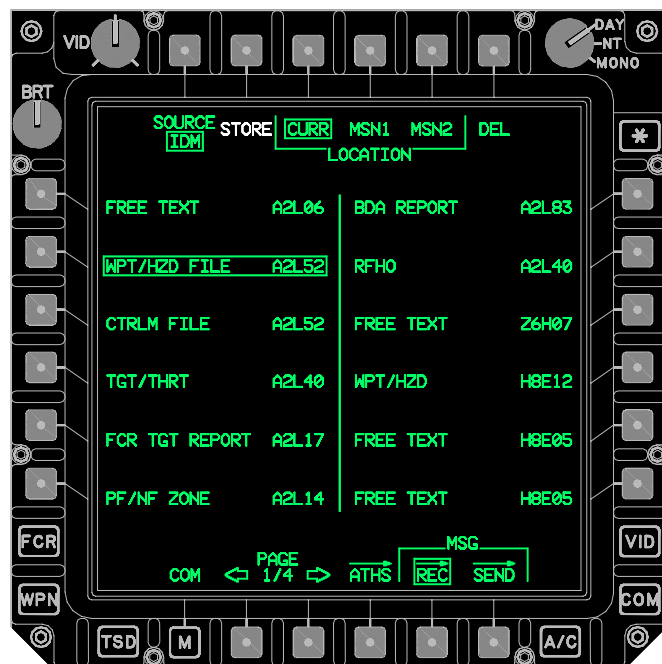 VID
DAY
NT
MONO
BRT
SOURCE STORE CURR MSN1 MSN2 DEL
IDM
LOCATION
*
FREE TEXT A2L06
BDA REPORT A2L83
WPT/HZD FILE A2L52
RFHO A2L40
CTRLM FILE A2L52
FREE TEXT Z6H07
TGT/THRT A2L40
WPT/HZD H8E12
FCR TGT REPORT A2L17
FREE TEXT H8E05
PF/NF ZONE A2L14
FREE TEXT H8E05
FCR
VID
MSG
PAGE
COM 1/4 ATHS REC SEND
WPN
COM
TSD M A/C